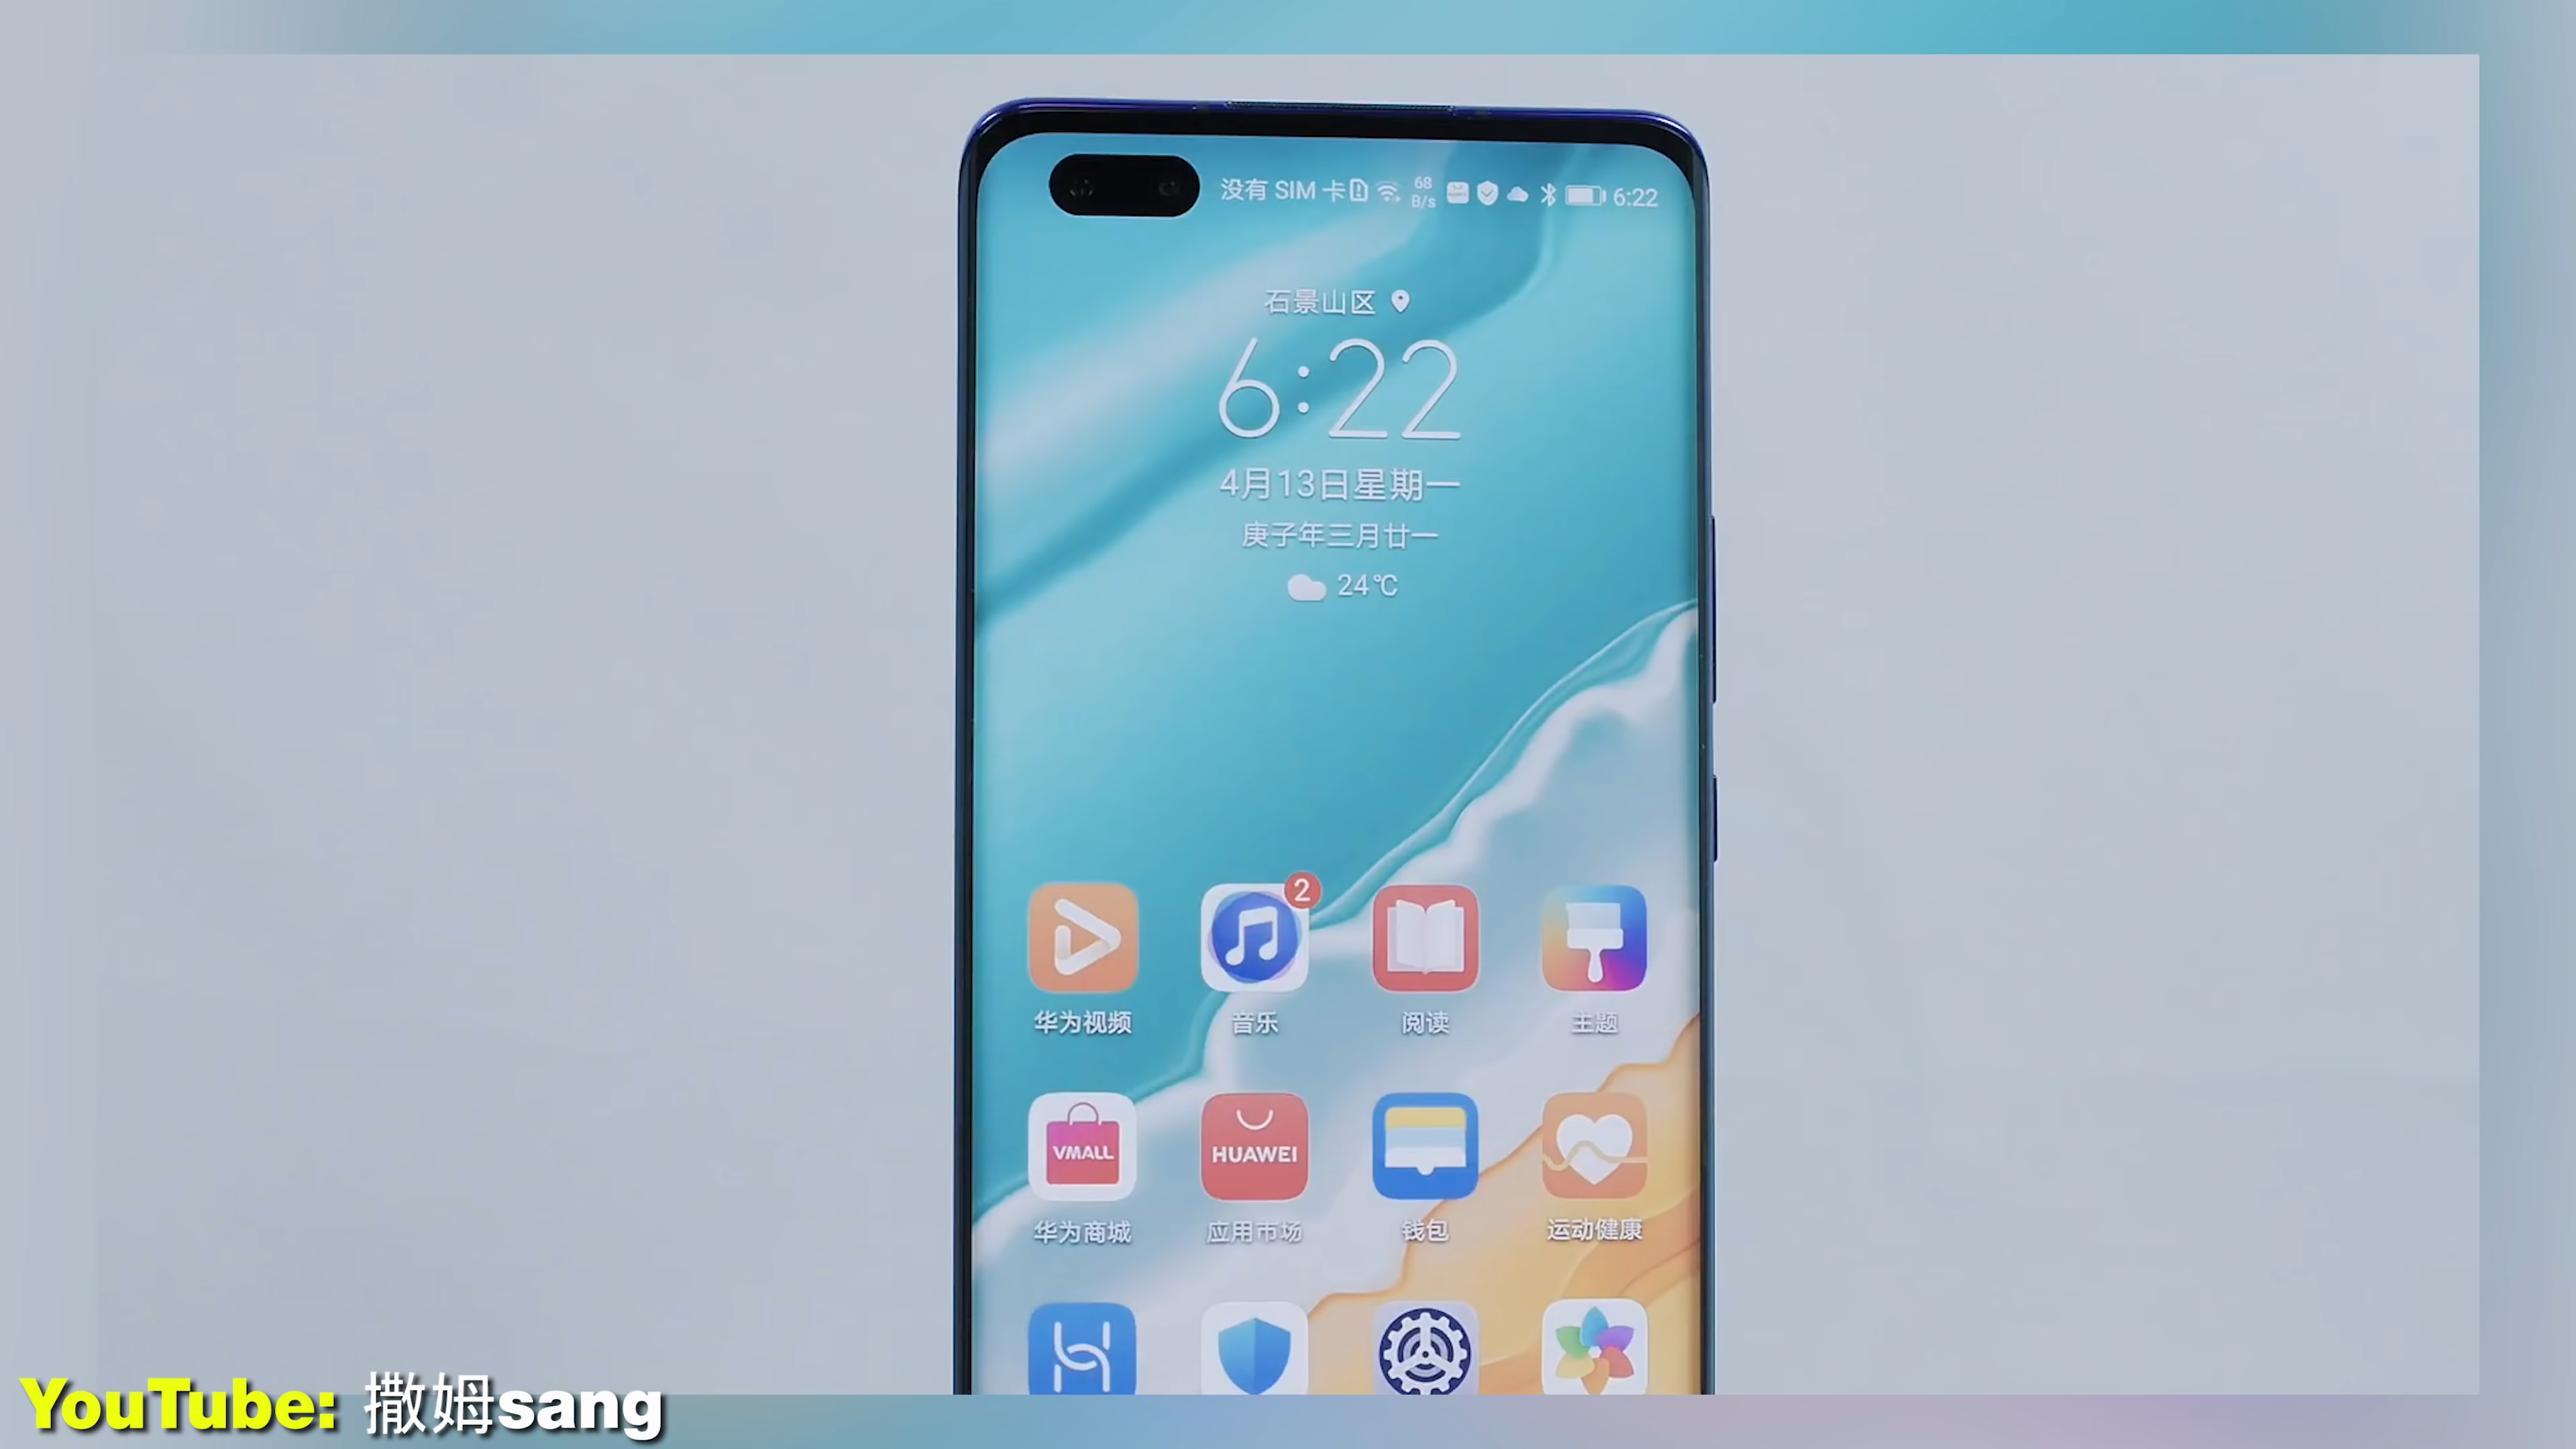 没有 SIM 卡 68 B/s 6:22
石景山区
6:22
4月13日星期一
庚子年三月廿一
24℃
2
华为视频 音乐 阅读 主题
VMALL HUAWEI
华为商城 应用市场 钱包 运动健康
YouTube: 撒姆sang